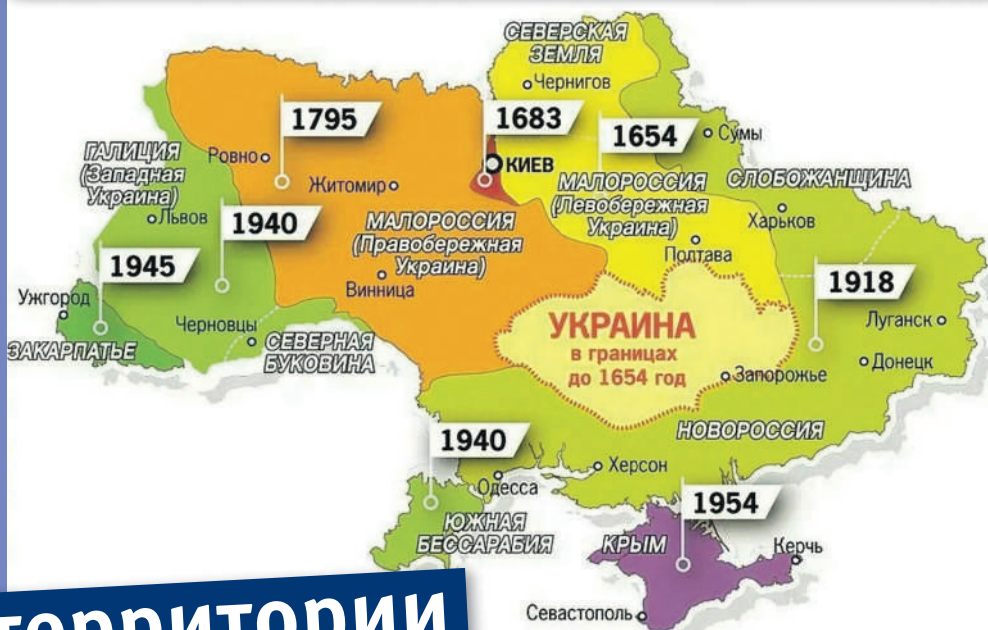 СЕВЕРСКАЯ
ЗЕМЛЯ
Чернигов
1795
1683
1654
Сумы
ГАЛИЦИЯ
(Западная
Украина)
Ровно
КИЕВ
Житомир
МАЛОРОССИЯ
(Левобережная
Украина)
СЛОБОЖАНЩИНА
Львов
1940
МАЛОРОССИЯ
(Правобережная
Украина)
Харьков
Полтава
1945
Винница
1918
Ужгород
Черновцы
ЗАКАРПАТЬЕ
СЕВЕРНАЯ
БУКОВИНА
УКРАИНА
в границах
до 1654 год
Луганск
Донецк
Запорожье
НОВОРОССИЯ
1940
Херсон
Одесса
1954
ЮЖНАЯ
БЕССАРАБИЯ
КРЫМ
Керчь
Севастополь
территории